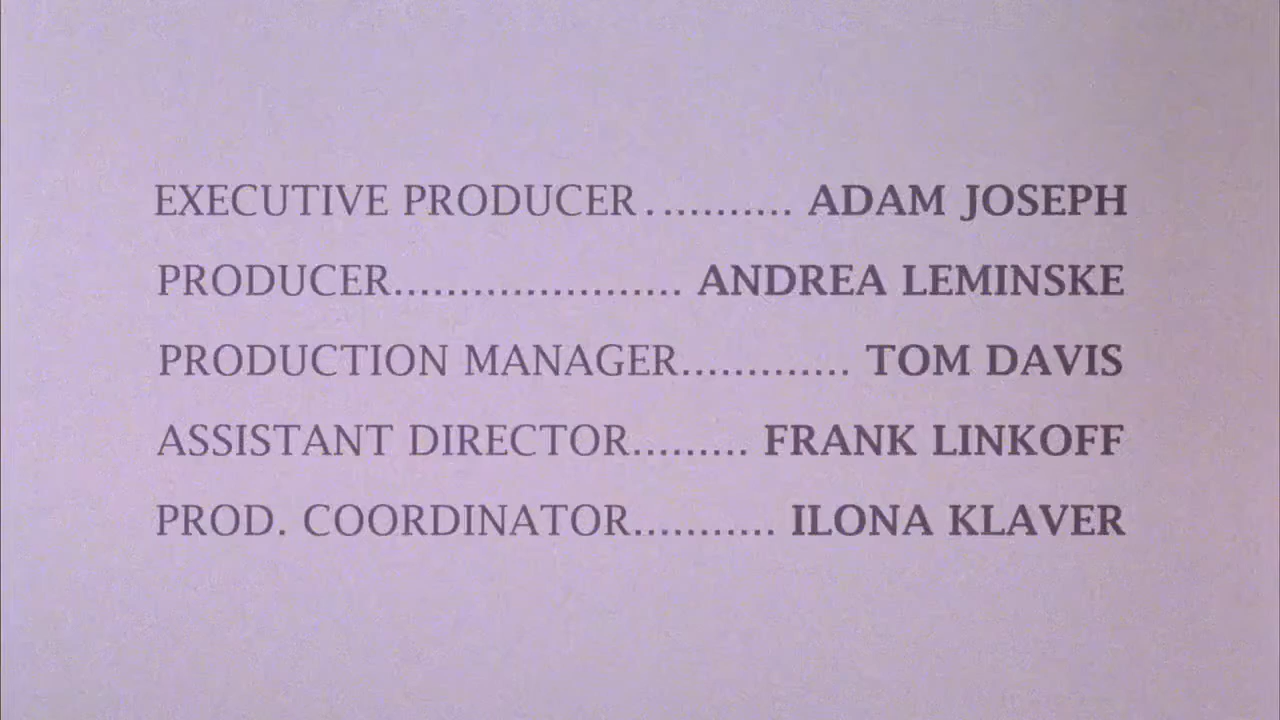 EXECUTIVE PRODUCER........... ADAM JOSEPH
PRODUCER...................... ANDREA LEMINSKE
PRODUCTION MANAGER............. TOM DAVIS
ASSISTANT DIRECTOR......... FRANK LINKOFF
PROD. COORDINATOR........... ILONA KLAVER